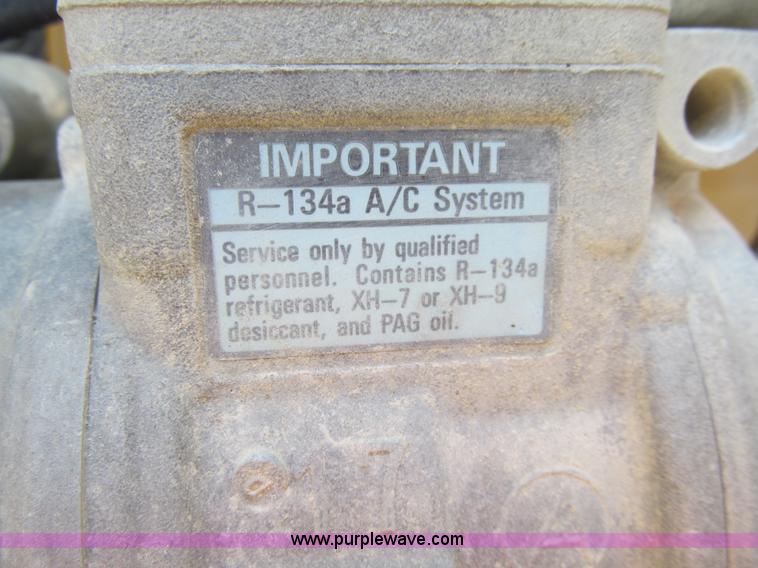 IMPORTANT
R-134a A/C System
Service only by qualified
personnel. Contains R-134a
refrigerant, XH-7 or XH-9
desiccant, and PAG oil.
www.purplewave.com